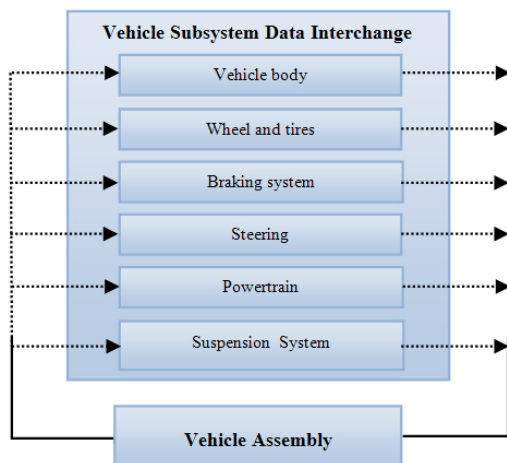 Vehicle Subsystem Data Interchange
Vehicle body
Wheel and tires
Braking system
Steering
Powertrain
Suspension System
Vehicle Assembly